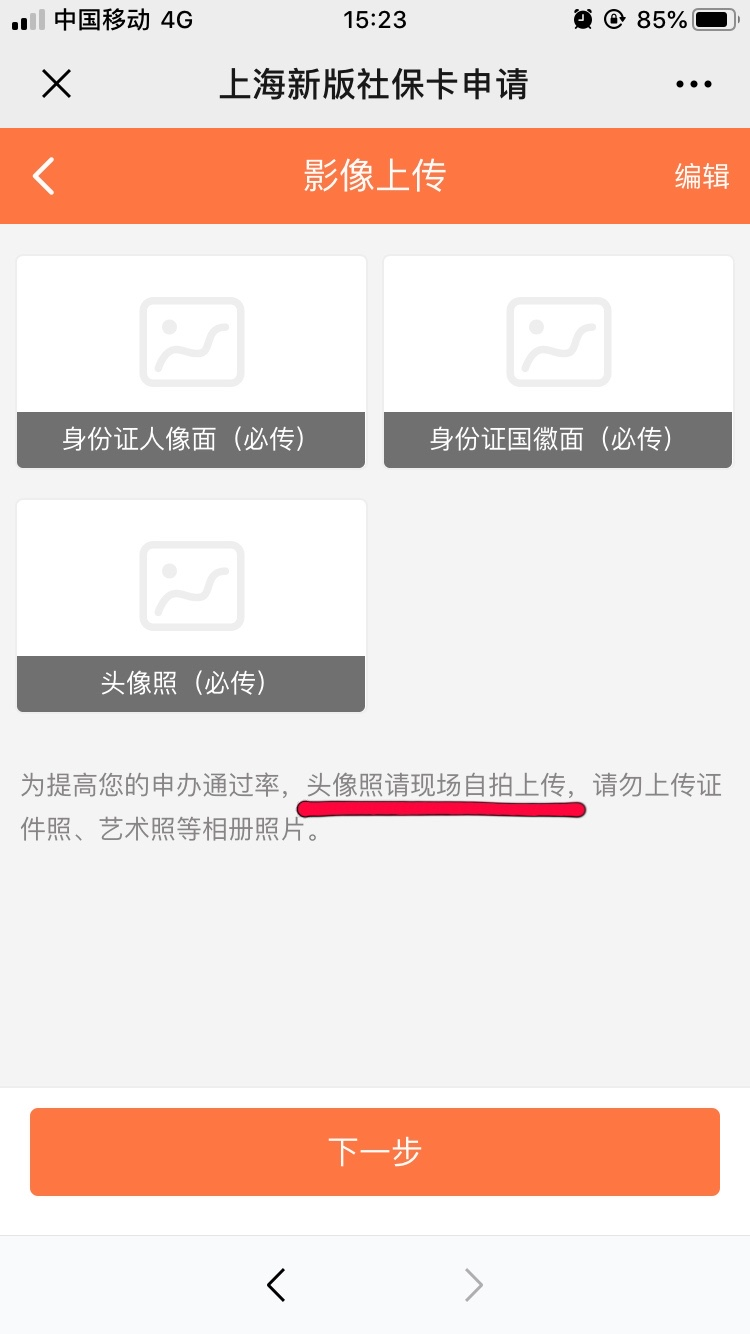 中国移动 4G 15:23 85%
上海新版社保卡申请
影像上传 编辑
身份证人像面（必传） 身份证国徽面（必传）
头像照（必传）
为提高您的申办通过率，头像照请现场自拍上传，请勿上传证
件照、艺术照等相册照片。
下一步